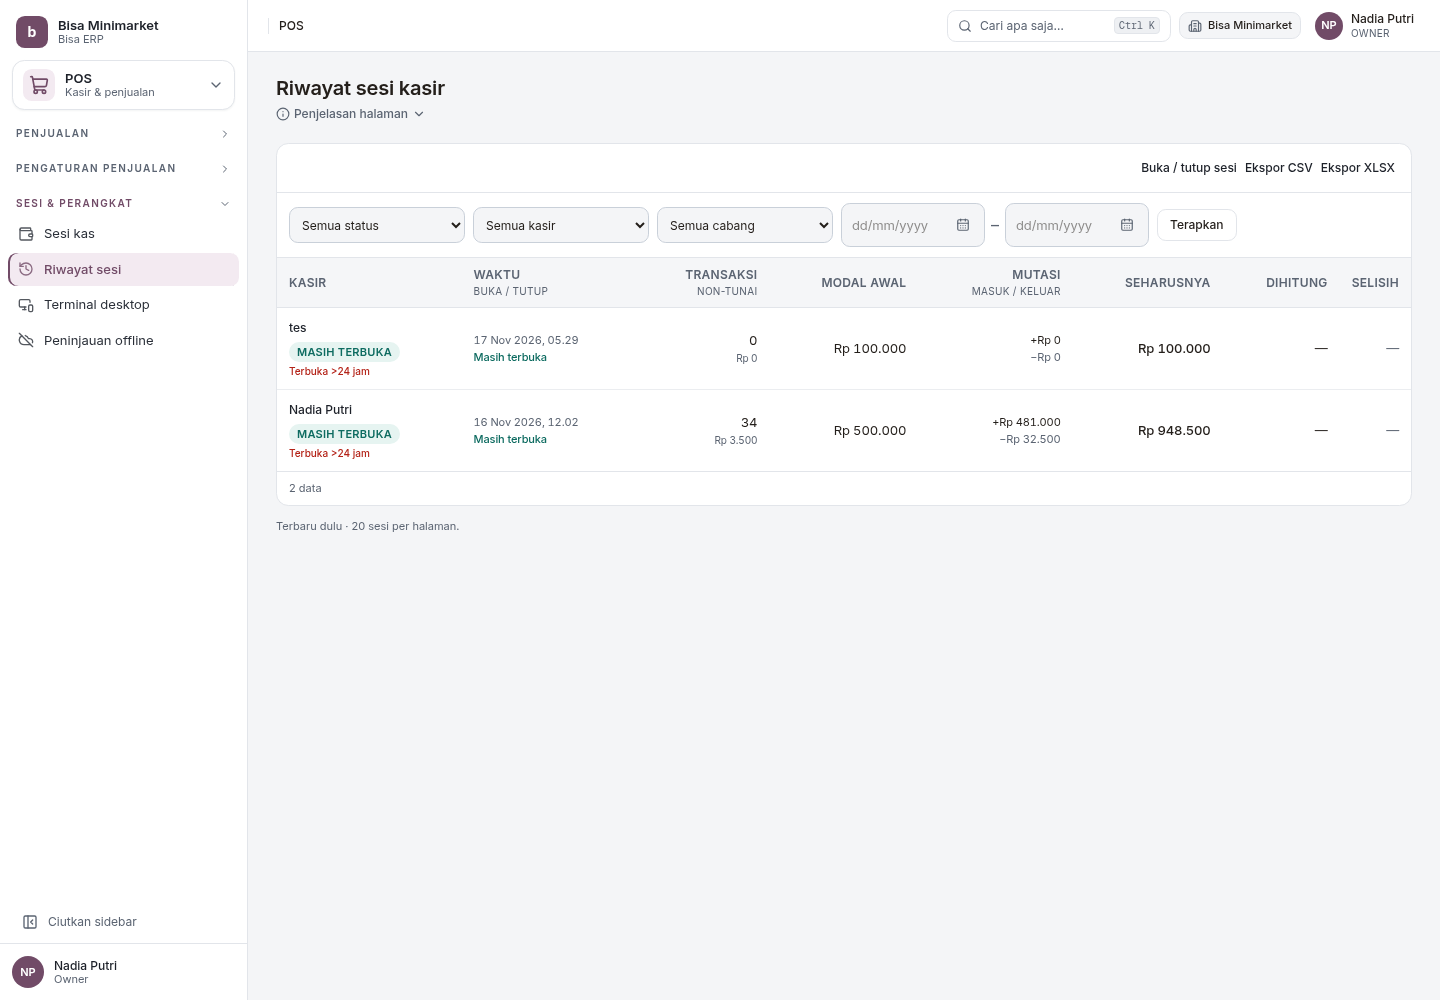 b
Bisa Minimarket
Bisa ERP
POS
Kasir & penjualan
PENJUALAN
PENGATURAN PENJUALAN
SESI & PERANGKAT
Sesi kas
Riwayat sesi
Terminal desktop
Peninjauan offline
Ciutkan sidebar
NP
Nadia Putri
Owner
POS
Cari apa saja...
Ctrl K
Bisa Minimarket
NP
Nadia Putri
OWNER
Riwayat sesi kasir
Penjelasan halaman
Buka / tutup sesi Ekspor CSV Ekspor XLSX
Semua status Semua kasir Semua cabang dd/mm/yyyy – dd/mm/yyyy Terapkan
KASIR WAKTU TRANSAKSI MODAL AWAL MUTASI SEHARUSNYA DIHITUNG SELISIH
BUKA / TUTUP NON-TUNAI MASUK / KELUAR
tes
MASIH TERBUKA
Terbuka >24 jam
17 Nov 2026, 05.29
Masih terbuka
0
Rp 0
Rp 100.000
+Rp 0
−Rp 0
Rp 100.000
—
—
Nadia Putri
MASIH TERBUKA
Terbuka >24 jam
16 Nov 2026, 12.02
Masih terbuka
34
Rp 3.500
Rp 500.000
+Rp 481.000
−Rp 32.500
Rp 948.500
—
—
2 data
Terbaru dulu · 20 sesi per halaman.